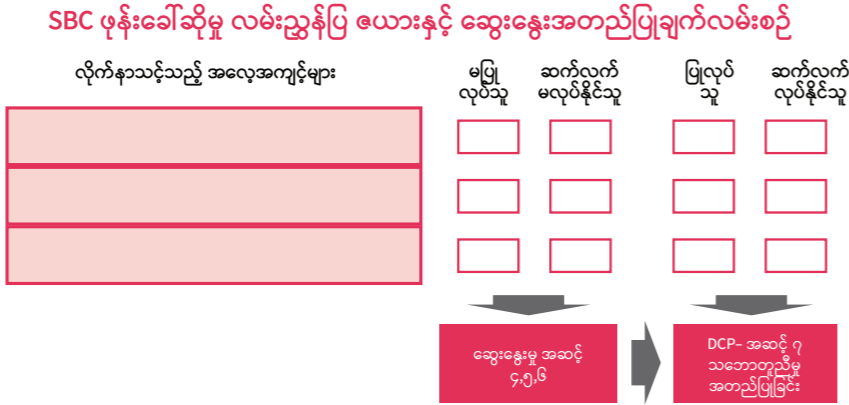 SBC ဖုန်းခေါ်ဆိုမှု လမ်းညွှန်ပြ ဇယားနှင့် ဆွေးနွေးအတည်ပြုချက်လမ်းစဉ်
လိုက်နာသင့်သည့် အလေ့အကျင့်များ
မပြု
လုပ်သူ
ဆက်လက်
မလုပ်နိုင်သူ
ပြုလုပ်
သူ
ဆက်လက်
လုပ်နိုင်သူ
ဆွေးနွေးမှု အဆင့်
၄,၅,၆
DCP– အဆင့် ၇
သဘောတူညီမှု
အတည်ပြုခြင်း